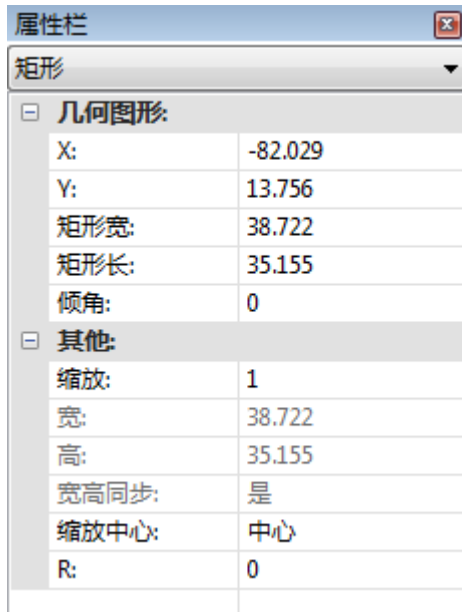 属性栏
矩形
几何图形:
X: -82.029
Y: 13.756
矩形宽: 38.722
矩形长: 35.155
倾角: 0
其他:
缩放: 1
宽: 38.722
高: 35.155
宽高同步: 是
缩放中心: 中心
R: 0